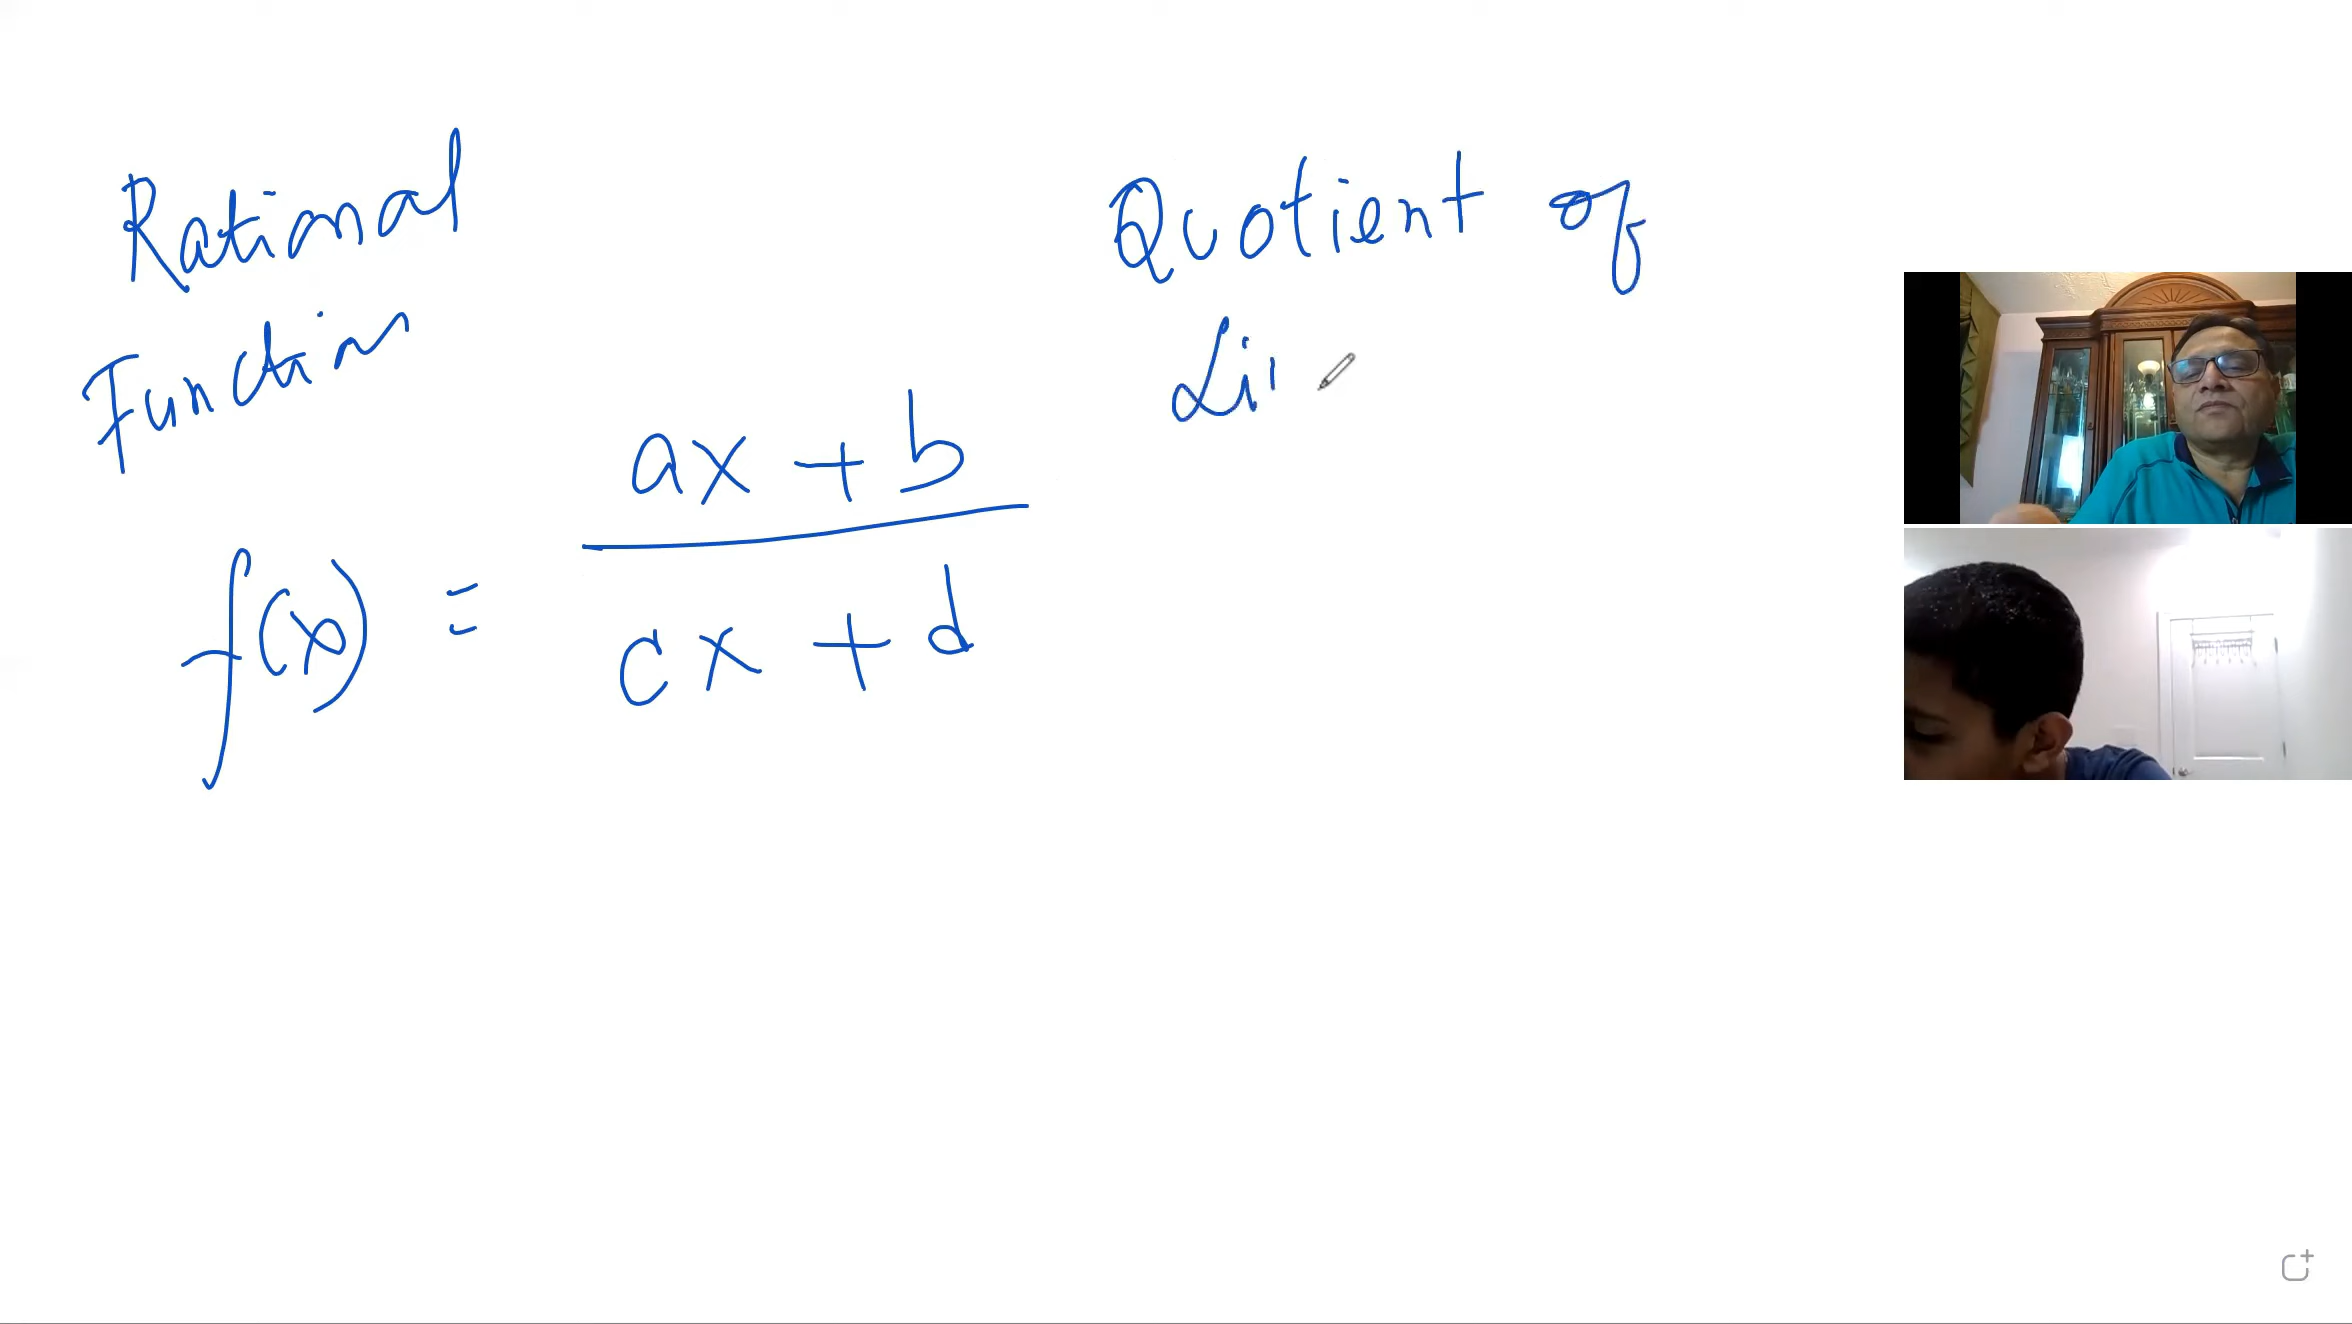 Rational
Function
f(x) = (ax + b) / (cx + d)
Quotient of